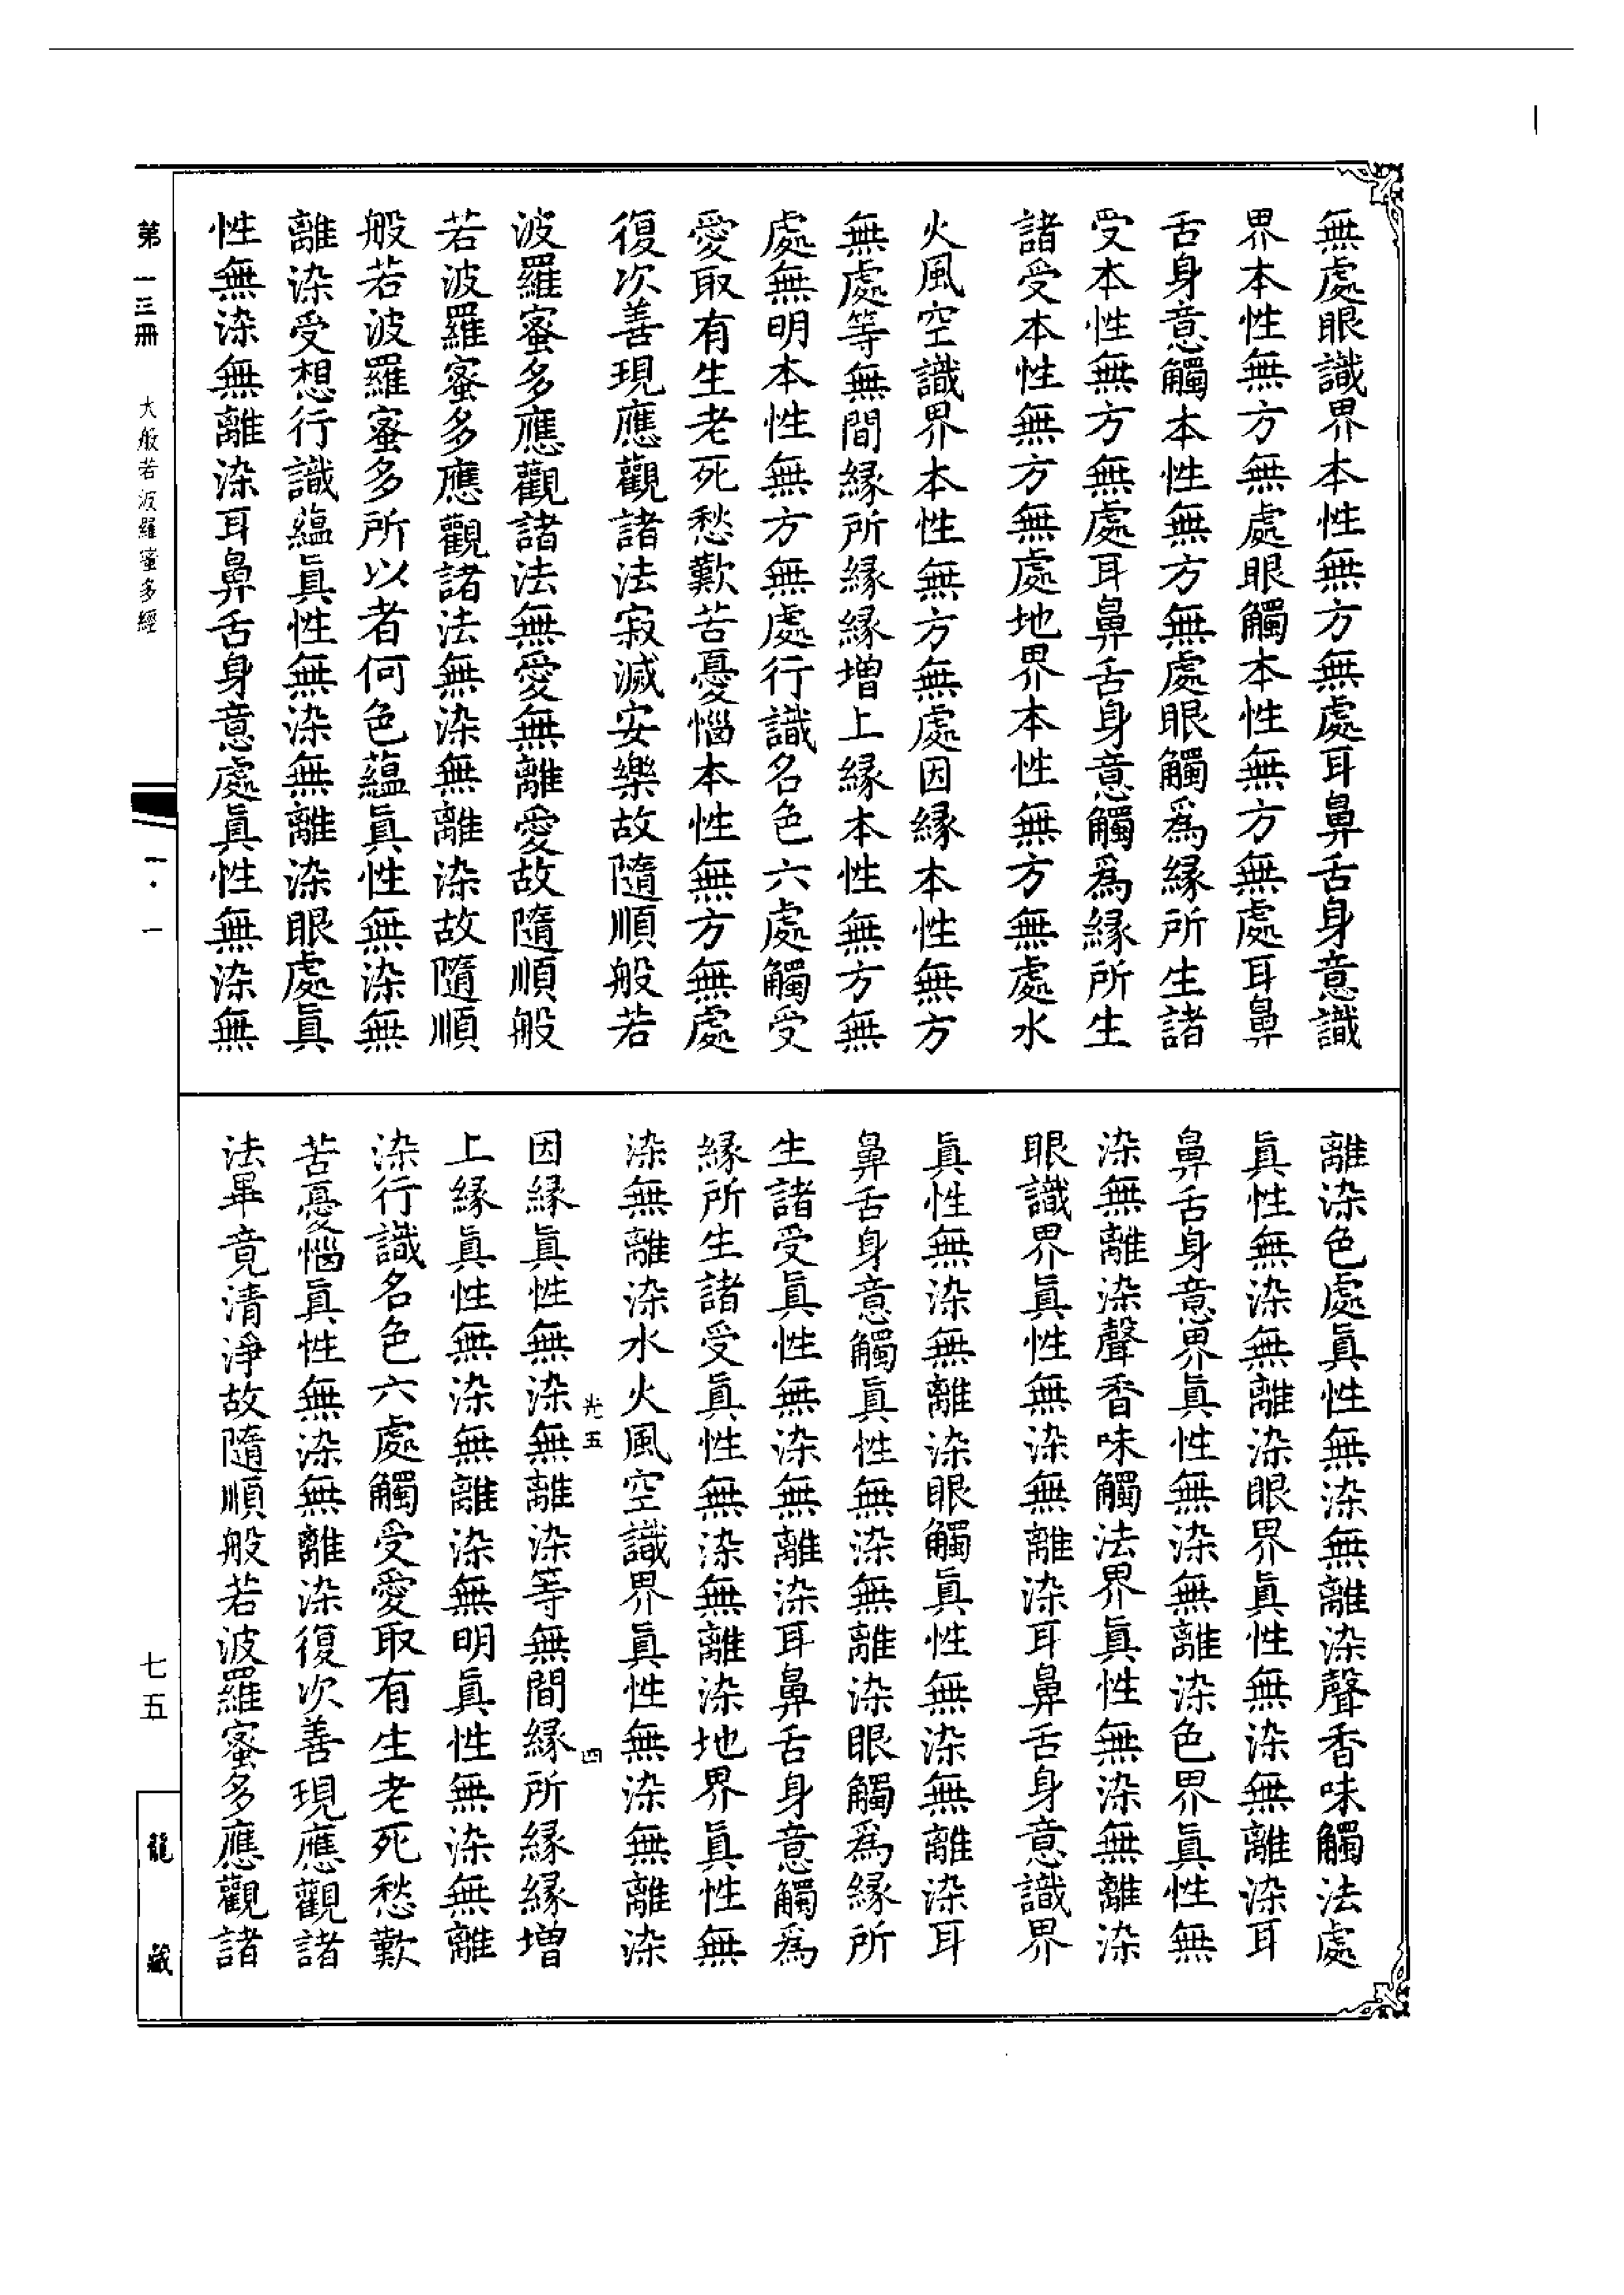 無處眼識界本性無方無處耳鼻舌身意識
界本性無方無處眼觸本性無方無處耳鼻
舌身意觸本性無方無處眼觸爲緣所生諸
受本性無方無處耳鼻舌身意觸爲緣所生
諸受本性無方無處地界本性無方無處水
火風空識界本性無方無處因緣本性無方
無處等無間緣所緣緣增上緣本性無方無
處無明本性無方無處行識名色六處觸受
愛取有生老死愁歎苦憂惱本性無方無處
復次善現應觀諸法寂滅安樂故隨順般若
波羅蜜多應觀諸法無愛無離愛故隨順般
若波羅蜜多應觀諸法無染無離染故隨順
般若波羅蜜多所以者何色蘊眞性無染無
離染受想行識蘊眞性無染無離染眼處眞
性無染無離染耳鼻舌身意處眞性無染無
離染色處眞性無染無離染聲香味觸法處
眞性無染無離染眼界眞性無染無離染耳
鼻舌身意界眞性無染無離染色界眞性無
染無離染聲香味觸法界眞性無染無離染
眼識界眞性無染無離染耳鼻舌身意識界
眞性無染無離染眼觸眞性無染無離染耳
鼻舌身意觸眞性無染無離染眼觸爲緣所
生諸受眞性無染無離染耳鼻舌身意觸爲
緣所生諸受眞性無染無離染地界眞性無
染無離染水火風空識界眞性無染無離染
光五 四
因緣眞性無染無離染等無間緣所緣緣增
上緣眞性無染無離染無明眞性無染無離
染行識名色六處觸受愛取有生老死愁歎
苦憂惱眞性無染無離染復次善現應觀諸
法畢竟清淨故隨順般若波羅蜜多應觀諸
第一三冊 大般若波羅蜜多經 一·一 七五 龍藏